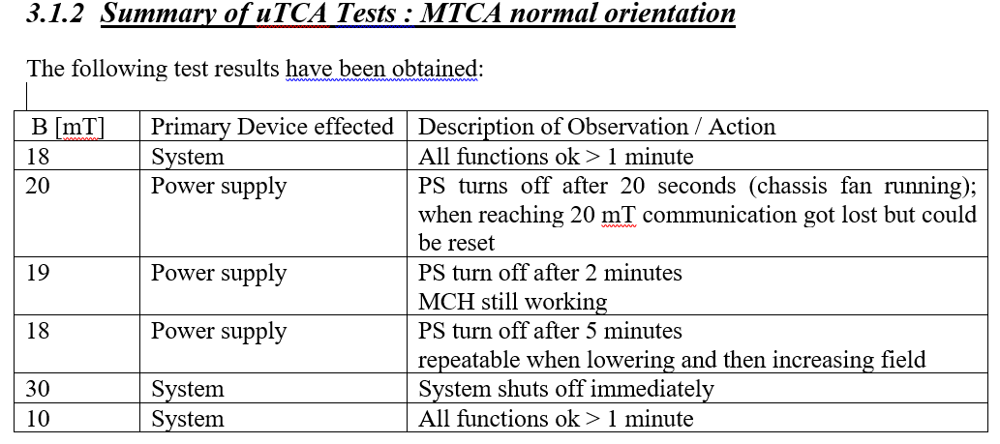 3.1.2 Summary of uTCA Tests : MTCA normal orientation
The following test results have been obtained:
B [mT] Primary Device effected Description of Observation / Action
18 System All functions ok > 1 minute
20 Power supply PS turns off after 20 seconds (chassis fan running);
when reaching 20 mT communication got lost but could
be reset
19 Power supply PS turn off after 2 minutes
MCH still working
18 Power supply PS turn off after 5 minutes
repeatable when lowering and then increasing field
30 System System shuts off immediately
10 System All functions ok > 1 minute